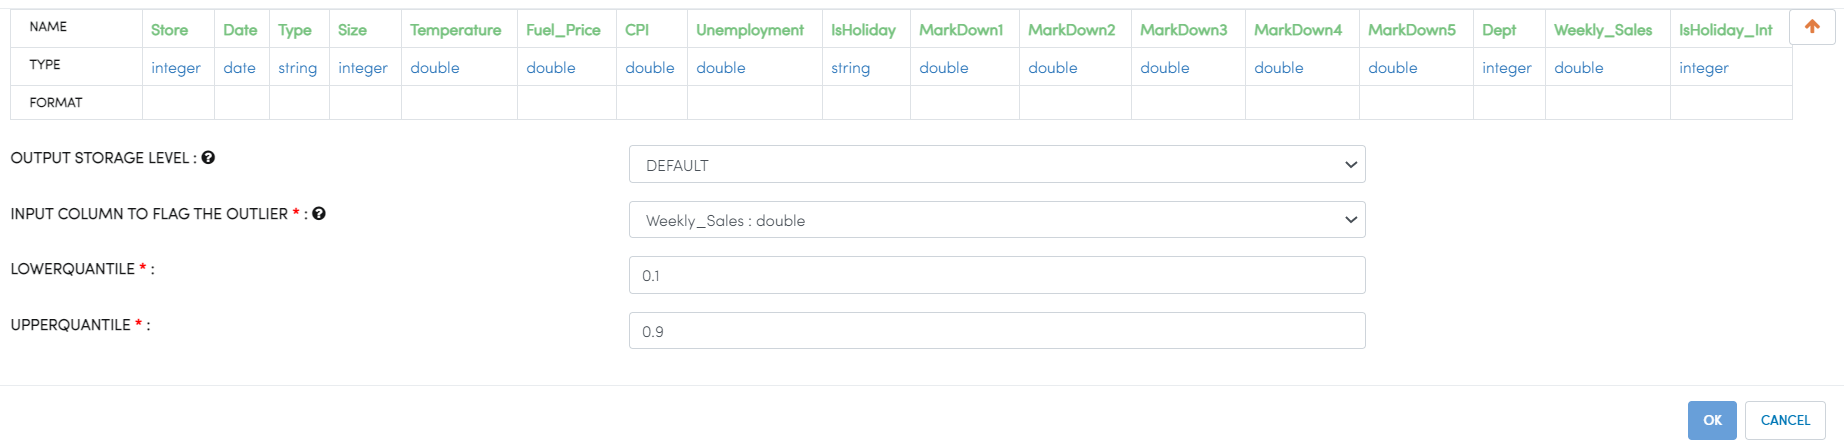 NAME Store Date Type Size Temperature Fuel_Price CPI Unemployment IsHoliday MarkDown1 MarkDown2 MarkDown3 MarkDown4 MarkDown5 Dept Weekly_Sales IsHoliday_Int
TYPE integer date string integer double double double double string double double double double double integer double integer
FORMAT
OUTPUT STORAGE LEVEL : ? DEFAULT
INPUT COLUMN TO FLAG THE OUTLIER * : ? Weekly_Sales : double
LOWERQUANTILE * : 0.1
UPPERQUANTILE * : 0.9
OK CANCEL